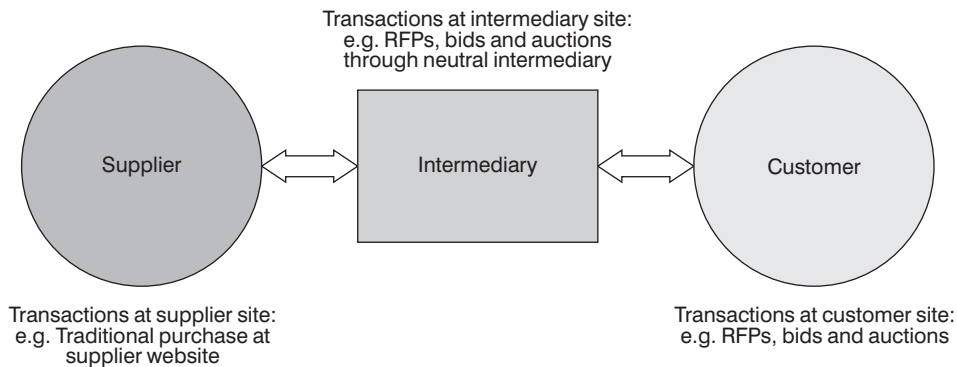 Transactions at intermediary site:
e.g. RFPs, bids and auctions
through neutral intermediary
Supplier
Intermediary
Customer
Transactions at supplier site:
e.g. Traditional purchase at
supplier website
Transactions at customer site:
e.g. RFPs, bids and auctions